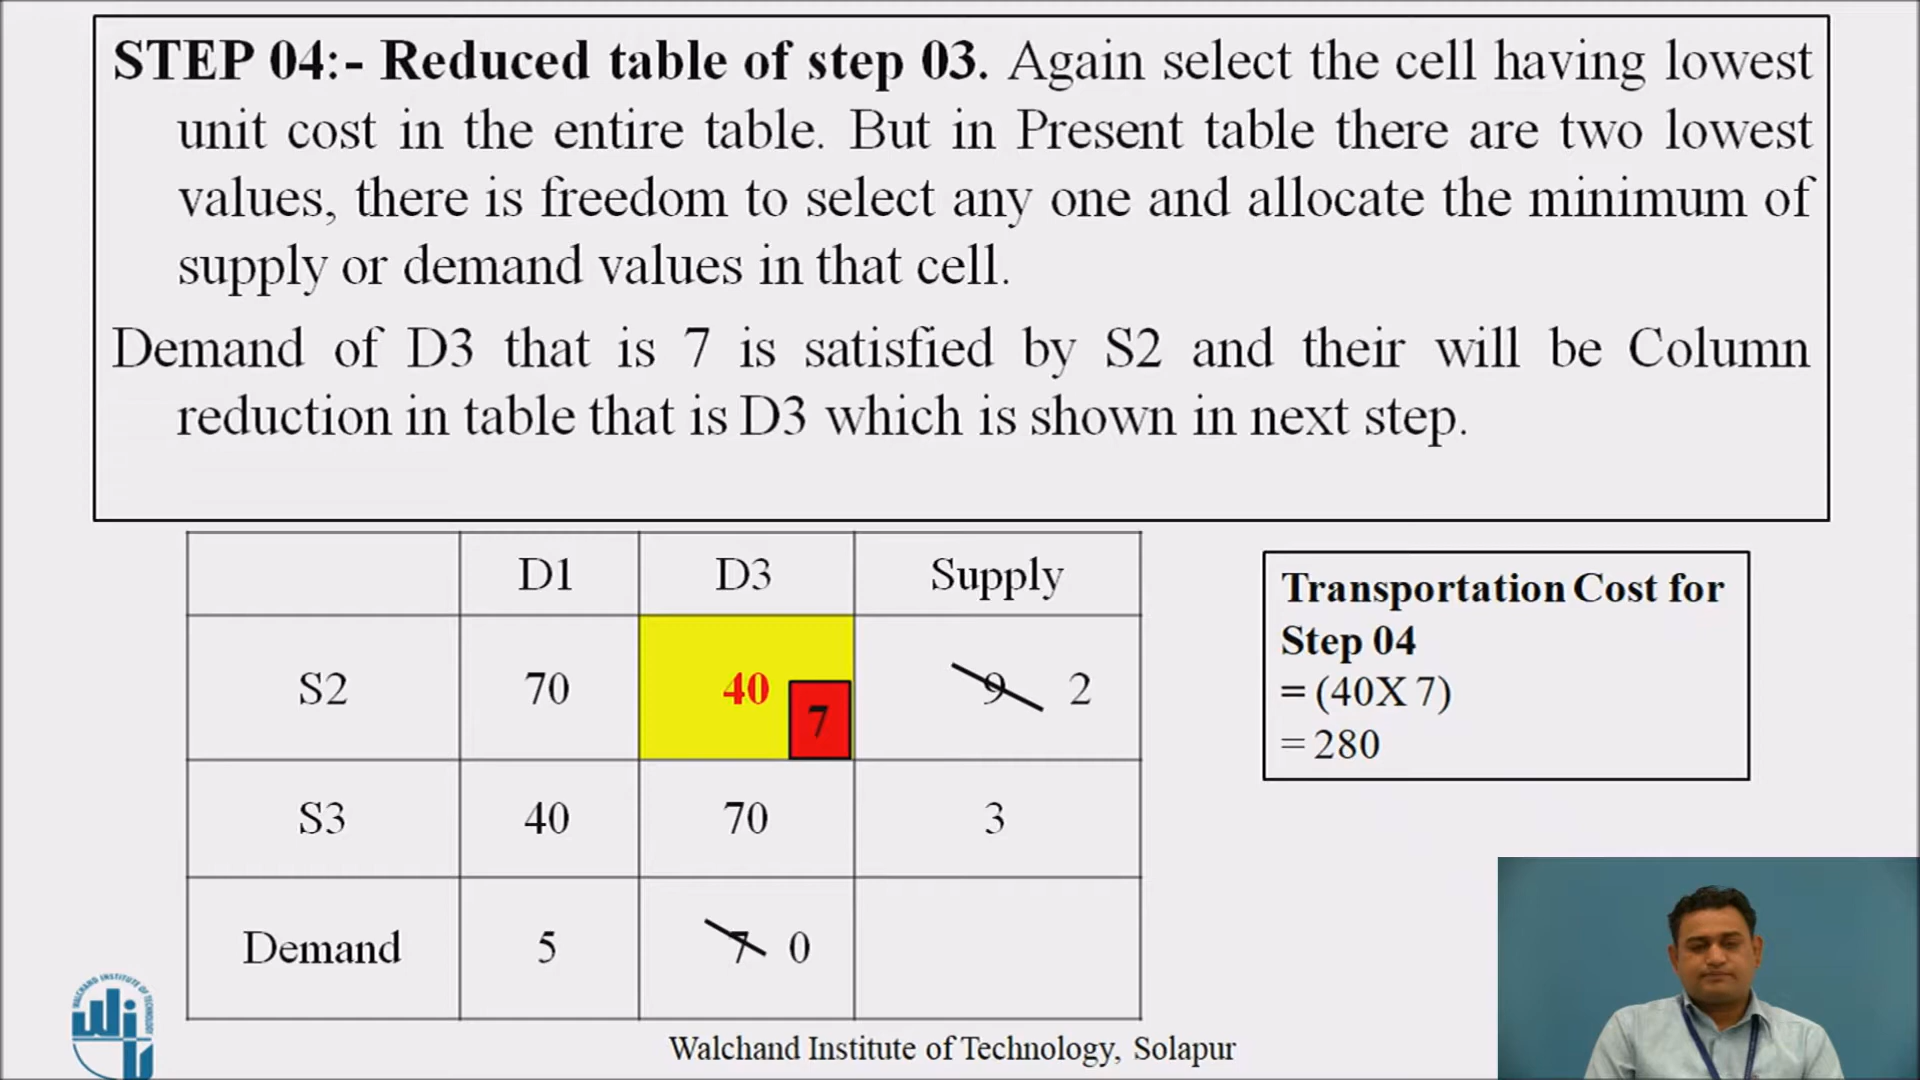 STEP 04:- Reduced table of step 03. Again select the cell having lowest
unit cost in the entire table. But in Present table there are two lowest
values, there is freedom to select any one and allocate the minimum of
supply or demand values in that cell.
Demand of D3 that is 7 is satisfied by S2 and their will be Column
reduction in table that is D3 which is shown in next step.
D1 D3 Supply
S2 70 40 7 9 2
S3 40 70 3
Demand 5 7 0
Transportation Cost for
Step 04
= (40X 7)
= 280
WALCHAND INSTITUTE OF TECHNOLOGY
Walchand Institute of Technology, Solapur